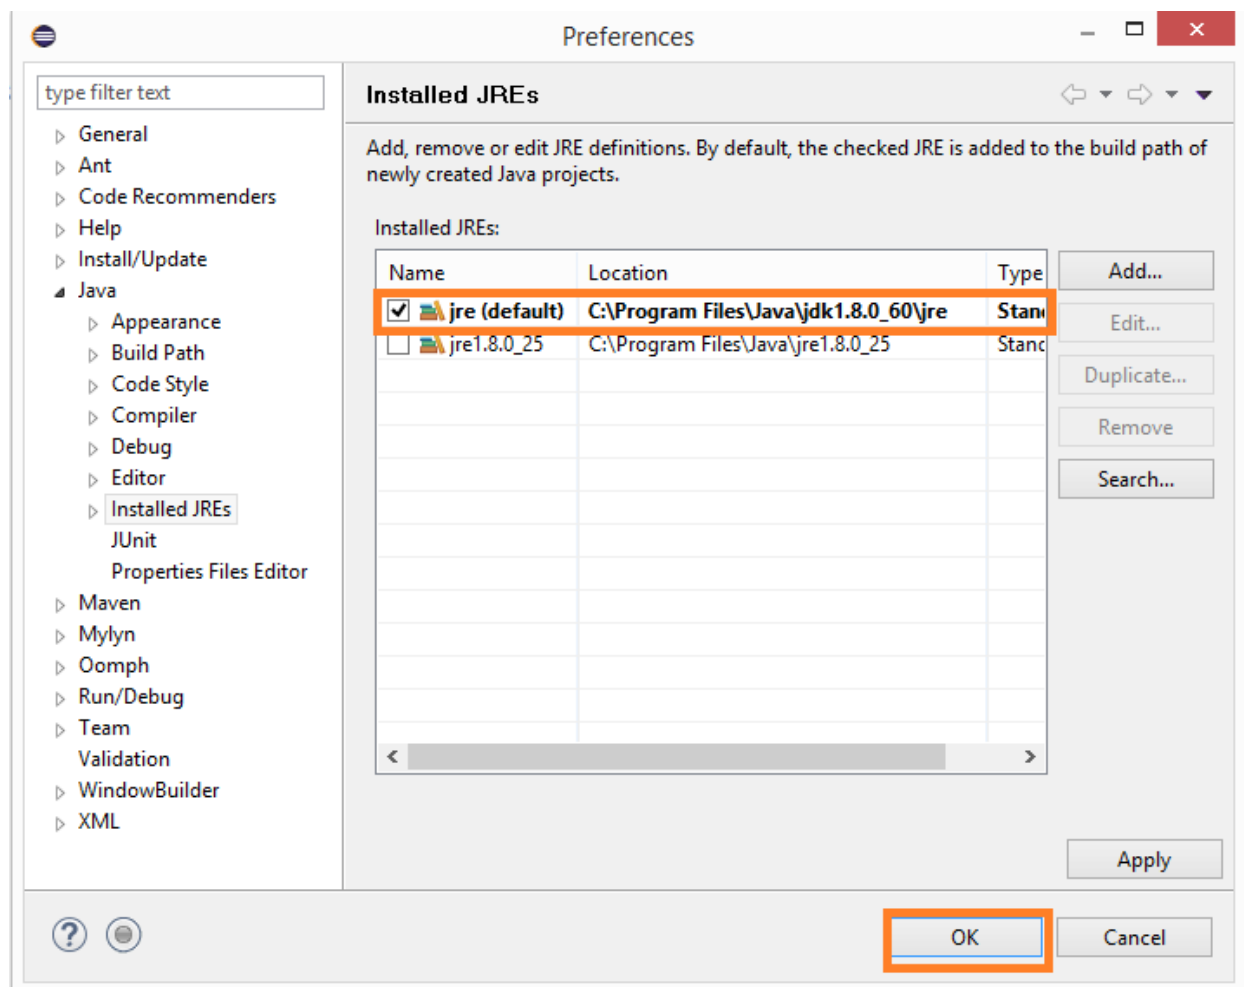 Preferences
type filter text
General
Ant
Code Recommenders
Help
Install/Update
Java
Appearance
Build Path
Code Style
Compiler
Debug
Editor
Installed JREs
JUnit
Properties Files Editor
Maven
Mylyn
Oomph
Run/Debug
Team
Validation
WindowBuilder
XML
Installed JREs
Add, remove or edit JRE definitions. By default, the checked JRE is added to the build path of
newly created Java projects.
Installed JREs:
Name Location Type
jre (default) C:\Program Files\Java\jdk1.8.0_60\jre Stan
jre1.8.0_25 C:\Program Files\Java\jre1.8.0_25 Stanc
Add...
Edit...
Duplicate...
Remove
Search...
Apply
OK Cancel